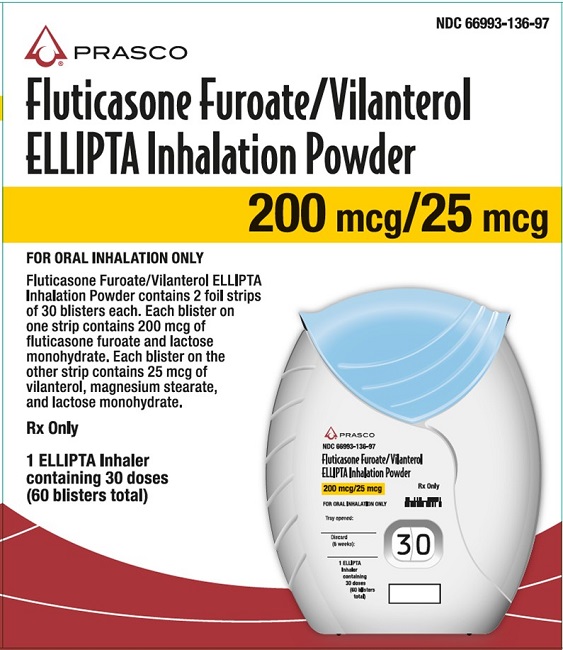 NDC 66993-136-97
PRASCO
Fluticasone Furoate/Vilanterol
ELLIPTA Inhalation Powder
200 mcg/25 mcg
FOR ORAL INHALATION ONLY
Fluticasone Furoate/Vilanterol ELLIPTA
Inhalation Powder contains 2 foil strips
of 30 blisters each. Each blister on
one strip contains 200 mcg of
fluticasone furoate and lactose
monohydrate. Each blister on the
other strip contains 25 mcg of
vilanterol, magnesium stearate,
and lactose monohydrate.
Rx Only
1 ELLIPTA Inhaler
containing 30 doses
(60 blisters total)
PRASCO
NDC 66993-136-97
Fluticasone Furoate/Vilanterol
ELLIPTA Inhalation Powder
200 mcg/25 mcg
Rx Only
FOR ORAL INHALATION ONLY
Tray opened:
Discard
(6 weeks):
30
1 ELLIPTA
Inhaler
containing
30 doses
(60 blisters
total)